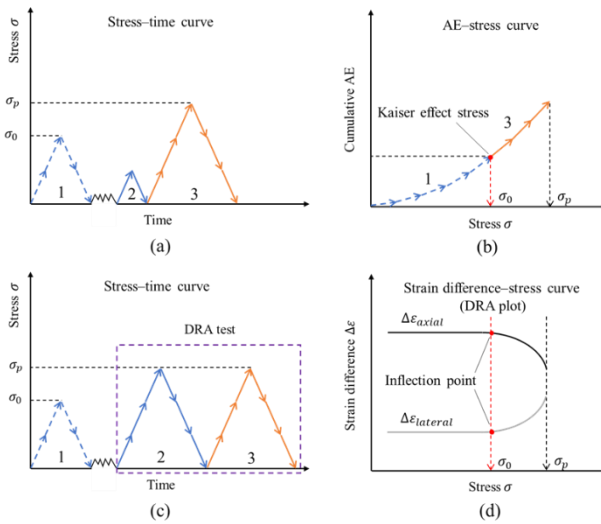 Stress–time curve
Stress σ
σp
σ0
1
2
3
Time
(a)
AE–stress curve
Cumulative AE
Kaiser effect stress
3
1
σ0
σp
Stress σ
(b)
Stress–time curve
Stress σ
DRA test
σp
σ0
1
2
3
Time
(c)
Strain difference–stress curve
(DRA plot)
Strain difference Δε
Δεaxial
Inflection point
Δεlateral
σ0
σp
Stress σ
(d)